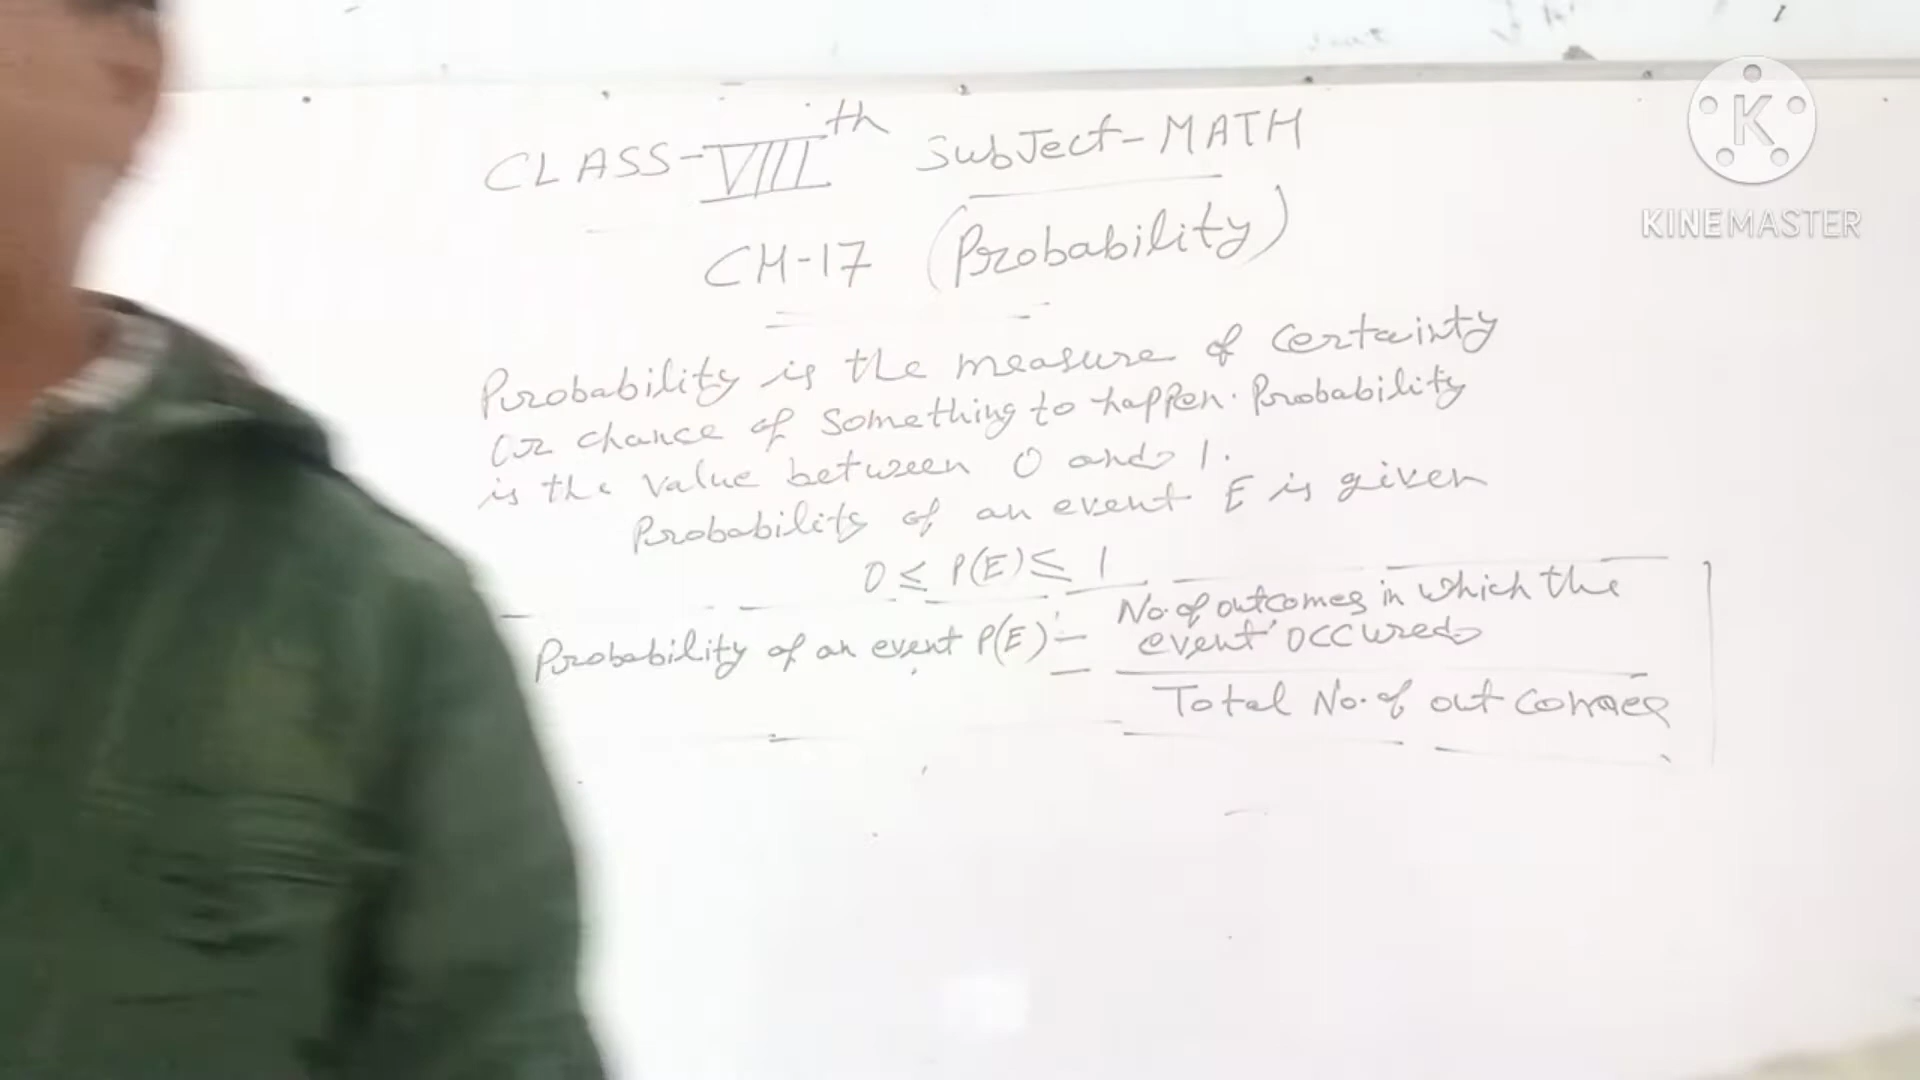 CLASS-VIIIth Subject-MATH
CH-17 (Probability)
Probability is the measure of certainty
or chance of something to happen. Probability
is the value between 0 and 1.
Probability of an event E is given
0 ≤ P(E) ≤ 1
Probability of an event P(E) = No. of outcomes in which the
event occured
Total No. of out comes
KINEMASTER